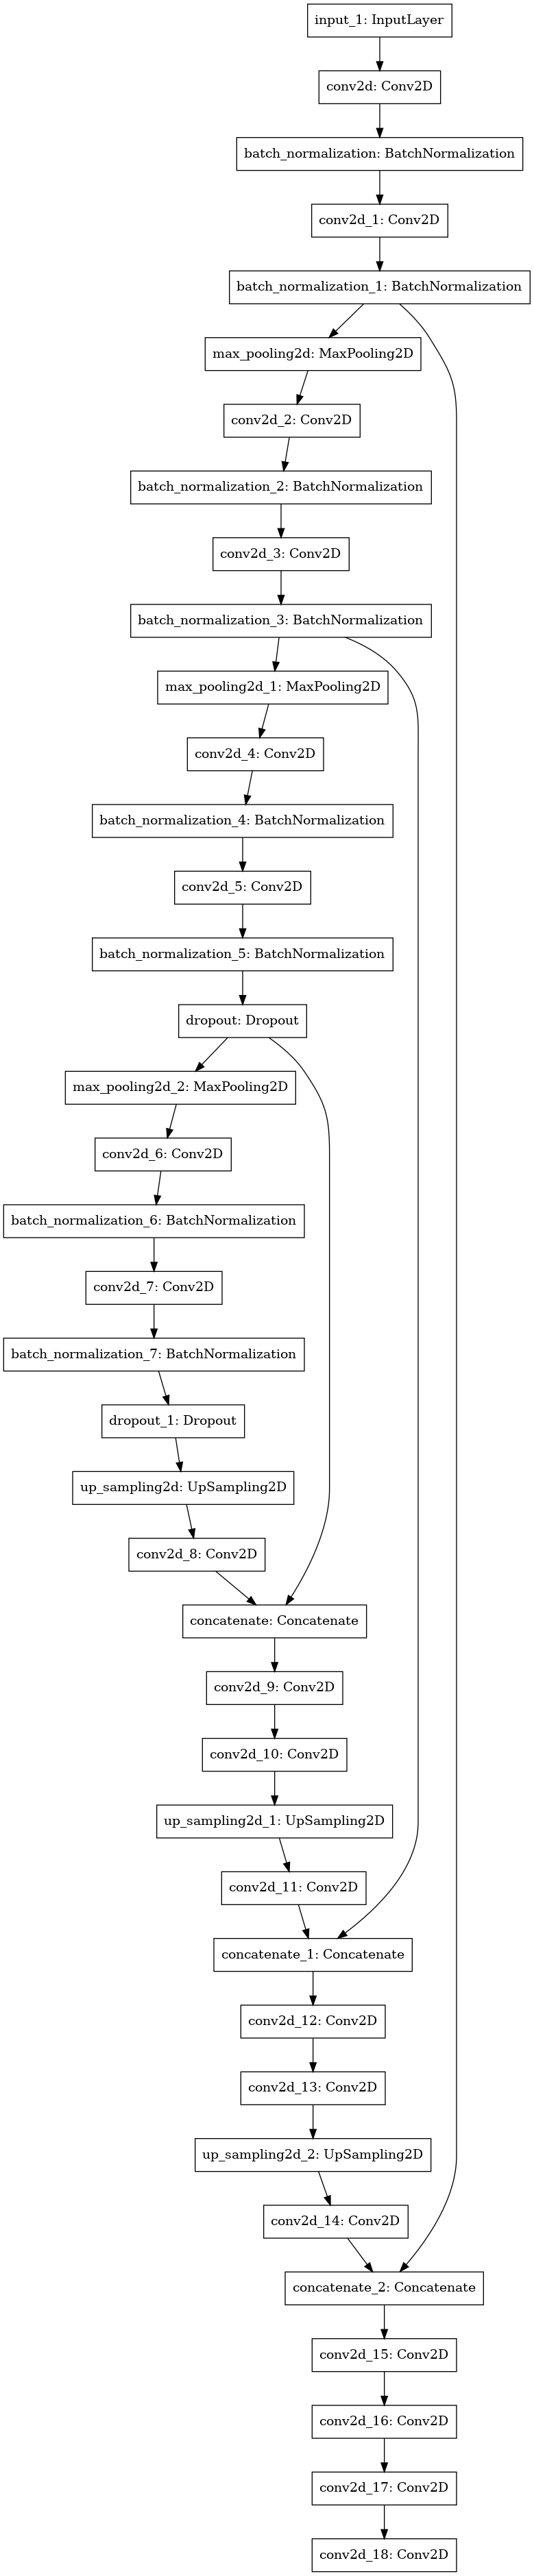 input_1: InputLayer
conv2d: Conv2D
batch_normalization: BatchNormalization
conv2d_1: Conv2D
batch_normalization_1: BatchNormalization
max_pooling2d: MaxPooling2D
conv2d_2: Conv2D
batch_normalization_2: BatchNormalization
conv2d_3: Conv2D
batch_normalization_3: BatchNormalization
max_pooling2d_1: MaxPooling2D
conv2d_4: Conv2D
batch_normalization_4: BatchNormalization
conv2d_5: Conv2D
batch_normalization_5: BatchNormalization
dropout: Dropout
max_pooling2d_2: MaxPooling2D
conv2d_6: Conv2D
batch_normalization_6: BatchNormalization
conv2d_7: Conv2D
batch_normalization_7: BatchNormalization
dropout_1: Dropout
up_sampling2d: UpSampling2D
conv2d_8: Conv2D
concatenate: Concatenate
conv2d_9: Conv2D
conv2d_10: Conv2D
up_sampling2d_1: UpSampling2D
conv2d_11: Conv2D
concatenate_1: Concatenate
conv2d_12: Conv2D
conv2d_13: Conv2D
up_sampling2d_2: UpSampling2D
conv2d_14: Conv2D
concatenate_2: Concatenate
conv2d_15: Conv2D
conv2d_16: Conv2D
conv2d_17: Conv2D
conv2d_18: Conv2D